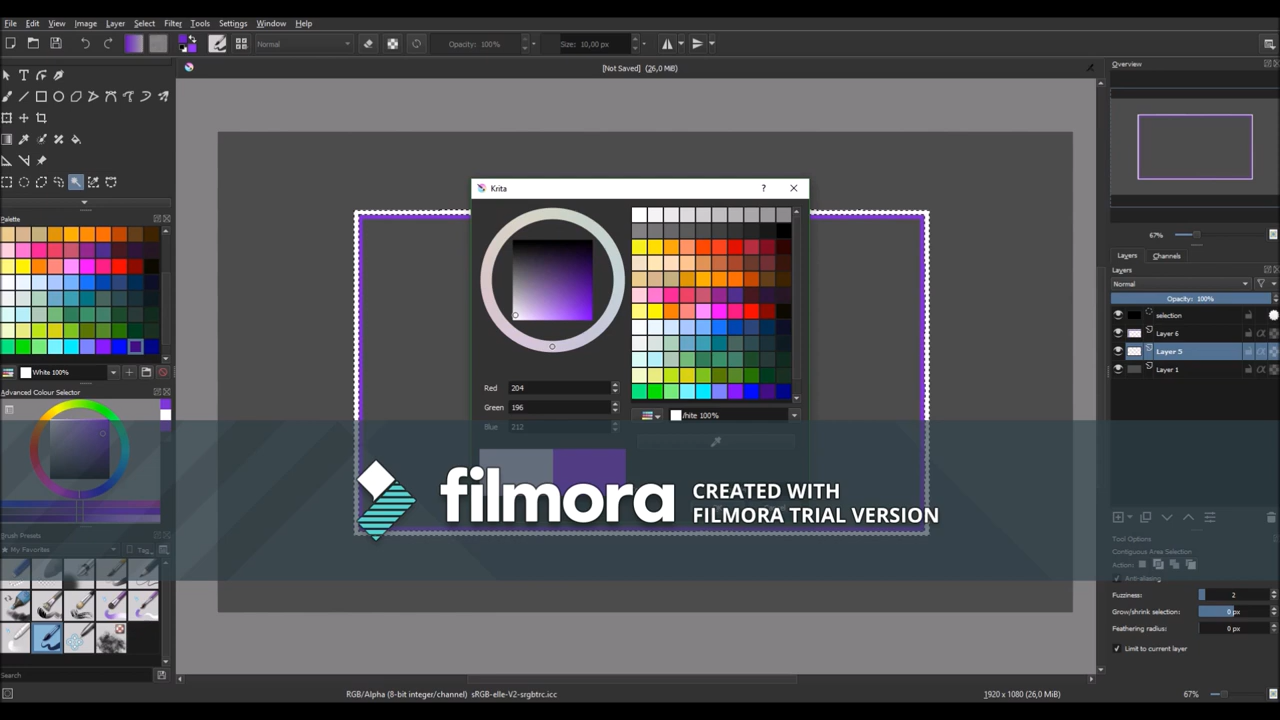 File Edit View Image Layer Select Filter Tools Settings Window Help
Normal Opacity: 100% Size: 10,00 px
[Not Saved] (26,0 MiB)
Overview
67%
Palette
White 100%
Advanced Colour Selector
Brush Presets
My Favorites Tag
Search
Krita ? ×
Red 204
Green 196
Blue 212
/hite 100%
filmora
CREATED WITH
FILMORA TRIAL VERSION
Layers Channels
Layers
Normal
Opacity: 100%
selection
Layer 6
Layer 5
Layer 1
Tool Options
Contiguous Area Selection
Action:
Anti-aliasing
Fuzziness: 2
Grow/shrink selection: 0 px
Feathering radius: 0 px
Limit to current layer
RGB/Alpha (8-bit integer/channel) sRGB-elle-V2-srgbtrc.icc
1920 x 1080 (26,0 MiB)
67%